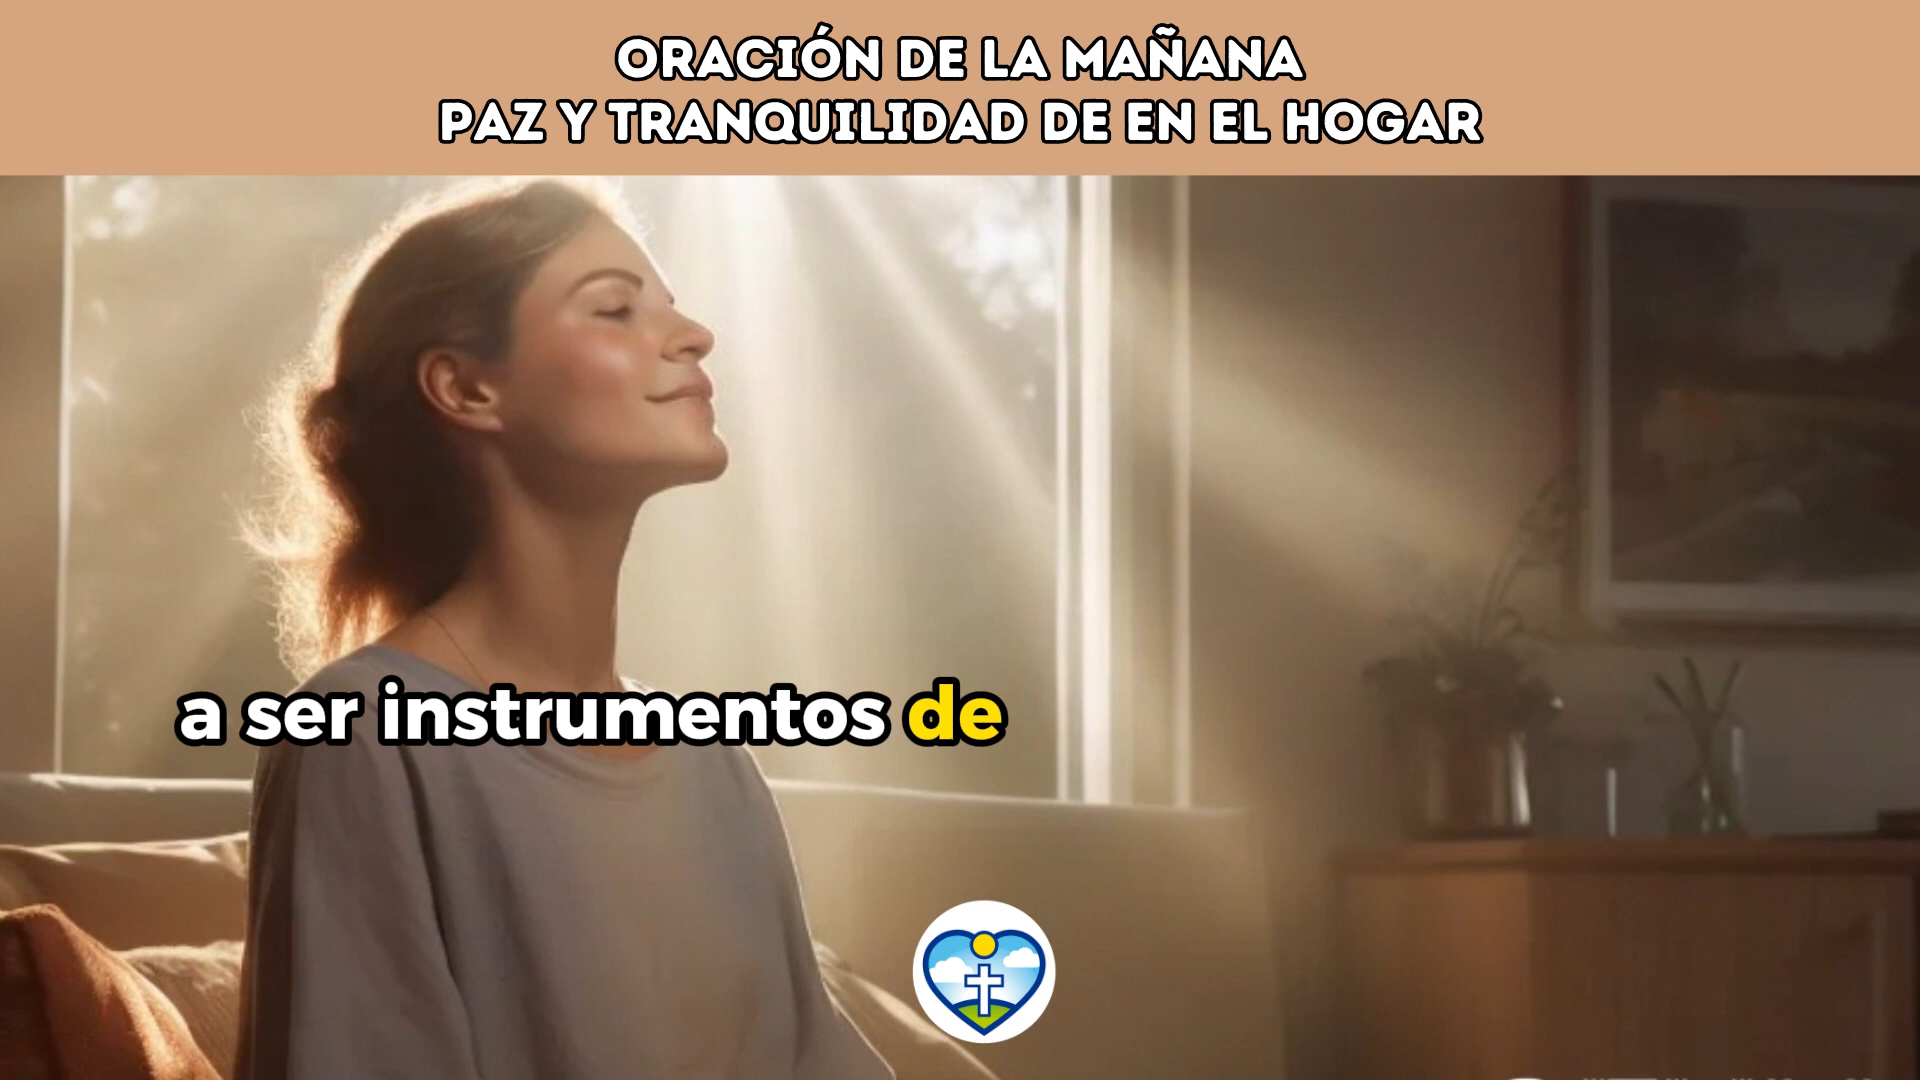 ORACIÓN DE LA MAÑANA
PAZ Y TRANQUILIDAD DE EN EL HOGAR
a ser instrumentos de